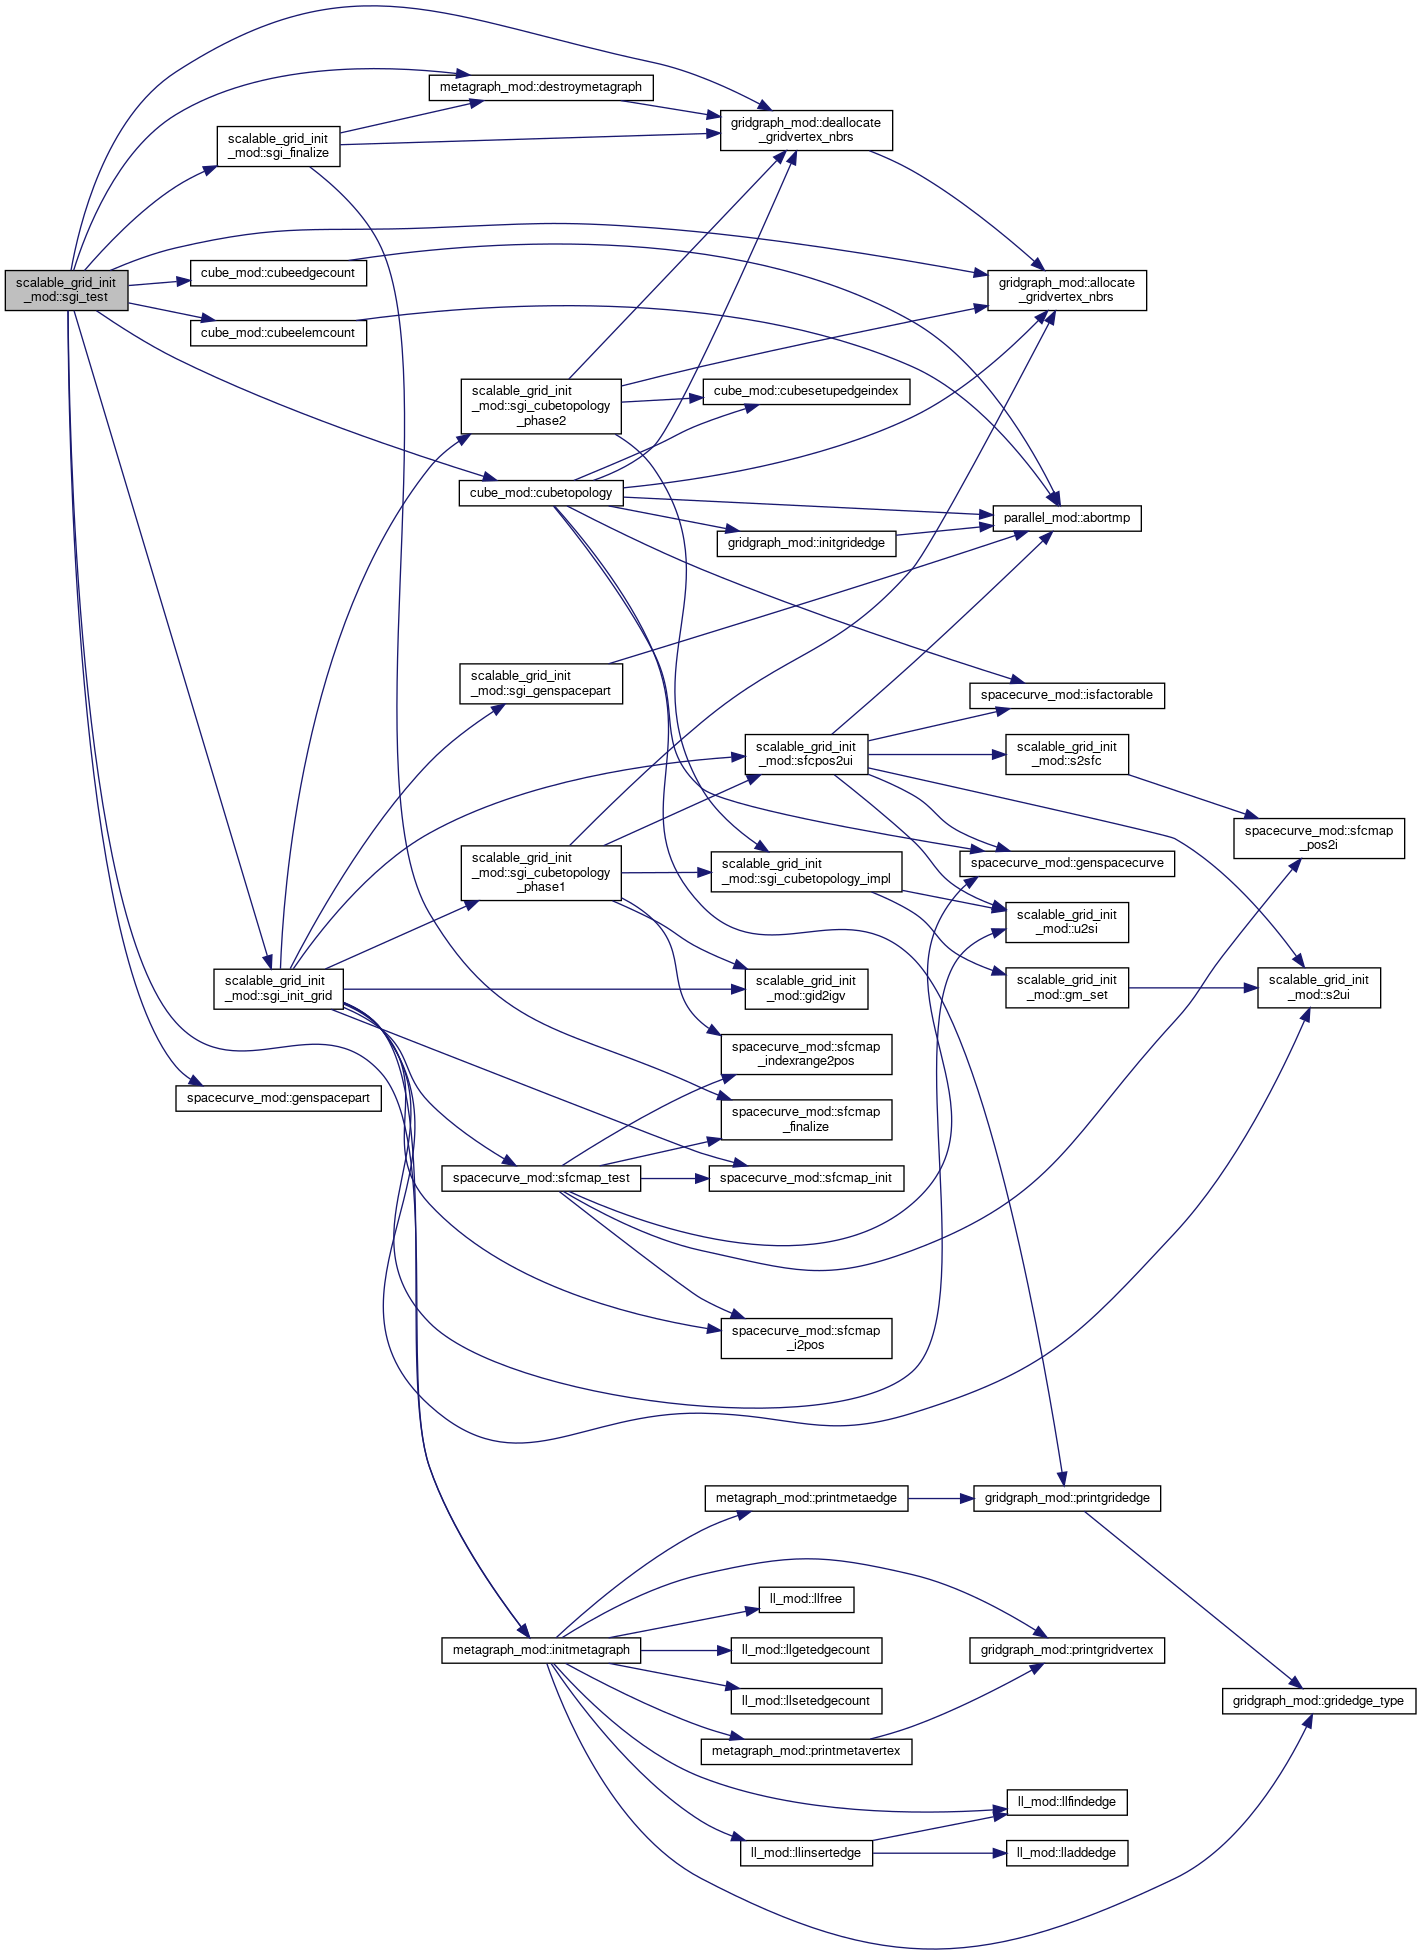 metagraph_mod::destroymetagraph
gridgraph_mod::deallocate
_gridvertex_nbrs
scalable_grid_init
_mod::sgi_finalize
cube_mod::cubeedgecount
scalable_grid_init
_mod::sgi_test
gridgraph_mod::allocate
_gridvertex_nbrs
cube_mod::cubeelemcount
scalable_grid_init
_mod::sgi_cubetopology
_phase2
cube_mod::cubesetupedgeindex
cube_mod::cubetopology
parallel_mod::abortmp
gridgraph_mod::initgridedge
scalable_grid_init
_mod::sgi_genspacepart
spacecurve_mod::isfactorable
scalable_grid_init
_mod::sfcpos2ui
scalable_grid_init
_mod::s2sfc
spacecurve_mod::sfcmap
_pos2i
scalable_grid_init
_mod::sgi_cubetopology
_phase1
scalable_grid_init
_mod::sgi_cubetopology_impl
spacecurve_mod::genspacecurve
scalable_grid_init
_mod::u2si
scalable_grid_init
_mod::sgi_init_grid
scalable_grid_init
_mod::gid2igv
scalable_grid_init
_mod::gm_set
scalable_grid_init
_mod::s2ui
spacecurve_mod::sfcmap
_indexrange2pos
spacecurve_mod::genspacepart
spacecurve_mod::sfcmap
_finalize
spacecurve_mod::sfcmap_test
spacecurve_mod::sfcmap_init
spacecurve_mod::sfcmap
_i2pos
metagraph_mod::printmetaedge
gridgraph_mod::printgridedge
ll_mod::llfree
metagraph_mod::initmetagraph
ll_mod::llgetedgecount
gridgraph_mod::printgridvertex
ll_mod::llsetedgecount
gridgraph_mod::gridedge_type
metagraph_mod::printmetavertex
ll_mod::llfindedge
ll_mod::llinsertedge
ll_mod::lladdedge